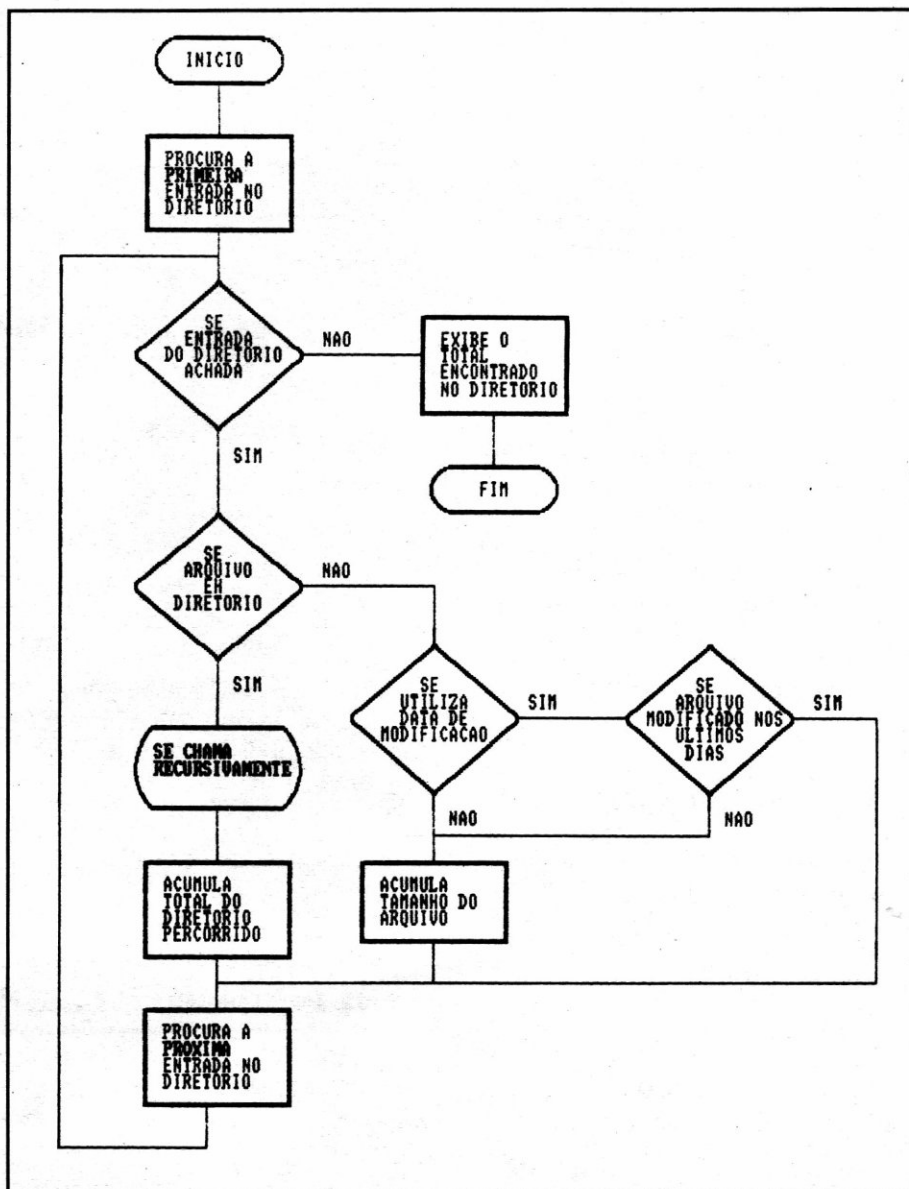 INICIO
PROCURA A
PRIMEIRA
ENTRADA NO
DIRETORIO
SE
ENTRADA
DO DIRETORIO
ACHADA
NAO
EXIBE O
TOTAL
ENCONTRADO
NO DIRETORIO
SIM
FIM
SE
ARQUIVO
EH
DIRETORIO
NAO
SIM
SE
UTILIZA
DATA DE
MODIFICACAO
SIM
SE
ARQUIVO
MODIFICADO NOS
ULTIMOS
DIAS
SIM
SE CHAMA
RECURSIVAMENTE
NAO
NAO
ACUMULA
TOTAL DO
DIRETORIO
PERCORRIDO
ACUMULA
TAMANHO DO
ARQUIVO
PROCURA A
PROXIMA
ENTRADA NO
DIRETORIO